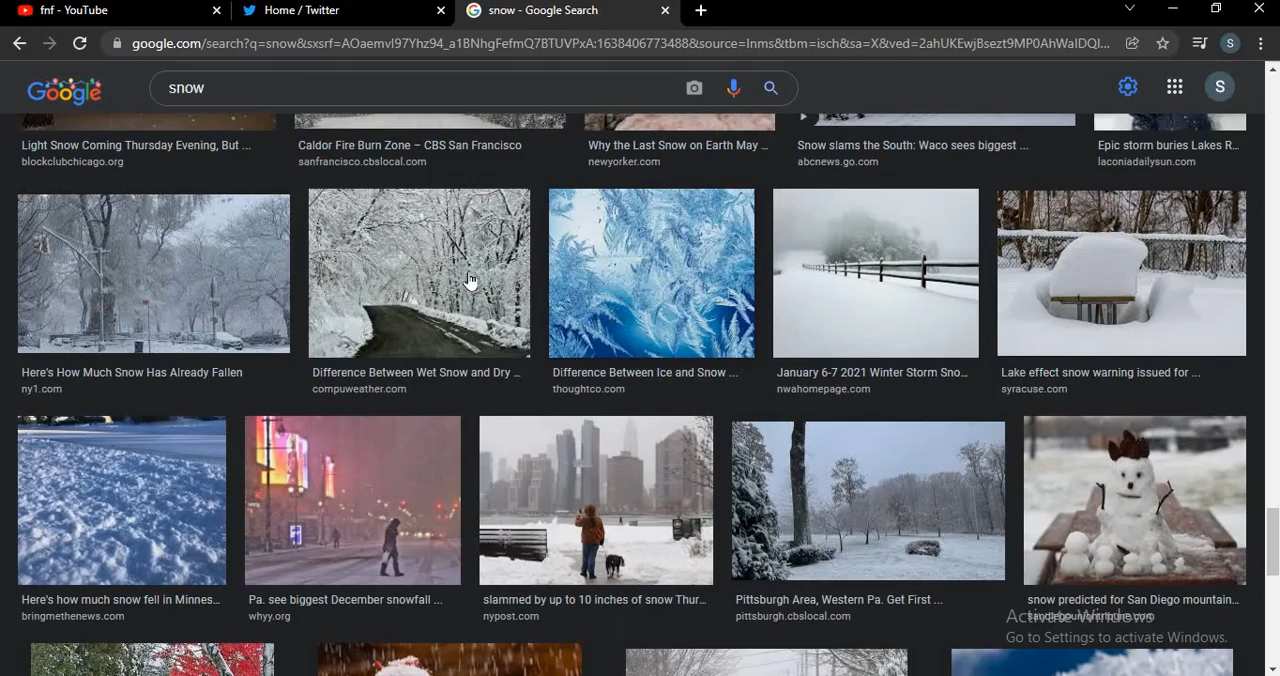 fnf - YouTube
Home / Twitter
snow - Google Search
google.com/search?q=snow&sxsrf=AOaemvI97Yhz94_a1BNhgFefmQ7BTUVPxA:1638406773488&source=lnms&tbm=isch&sa=X&ved=2ahUKEwjBsezt9MP0AhWaIDQI...
S
Google
snow
S
Light Snow Coming Thursday Evening, But ...
blockclubchicago.org
Caldor Fire Burn Zone – CBS San Francisco
sanfrancisco.cbslocal.com
Why the Last Snow on Earth May ...
newyorker.com
Snow slams the South: Waco sees biggest ...
abcnews.go.com
Epic storm buries Lakes R...
laconiadailysun.com
Here's How Much Snow Has Already Fallen
ny1.com
Difference Between Wet Snow and Dry ...
compuweather.com
Difference Between Ice and Snow ...
thoughtco.com
January 6-7 2021 Winter Storm Sno...
nwahomepage.com
Lake effect snow warning issued for ...
syracuse.com
Here's how much snow fell in Minnes...
bringmethenews.com
Pa. see biggest December snowfall ...
whyy.org
slammed by up to 10 inches of snow Thur...
nypost.com
Pittsburgh Area, Western Pa. Get First ...
pittsburgh.cbslocal.com
snow predicted for San Diego mountain...
sandiegouniontribune.com
Activate Windows
Go to Settings to activate Windows.